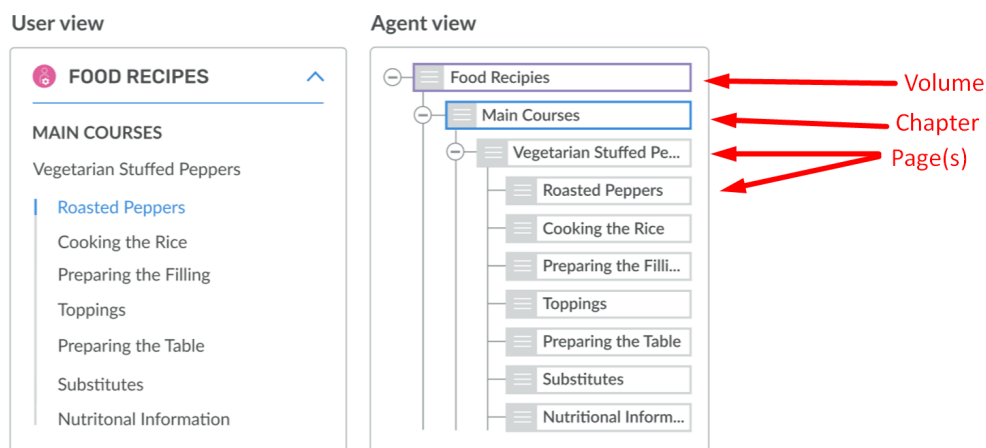 User view
FOOD RECIPES
MAIN COURSES
Vegetarian Stuffed Peppers
Roasted Peppers
Cooking the Rice
Preparing the Filling
Toppings
Preparing the Table
Substitutes
Nutritonal Information
Agent view
Food Recipies
Main Courses
Vegetarian Stuffed Pe...
Roasted Peppers
Cooking the Rice
Preparing the Filli...
Toppings
Preparing the Table
Substitutes
Nutritional Inform...
Volume
Chapter
Page(s)